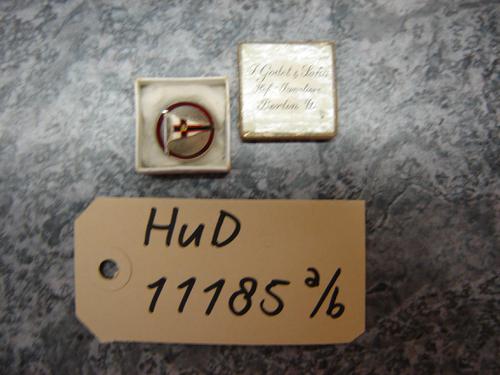 J. Godet & Sohn
Hof-Juweliere
Berlin W.
HuD
11185 a/b